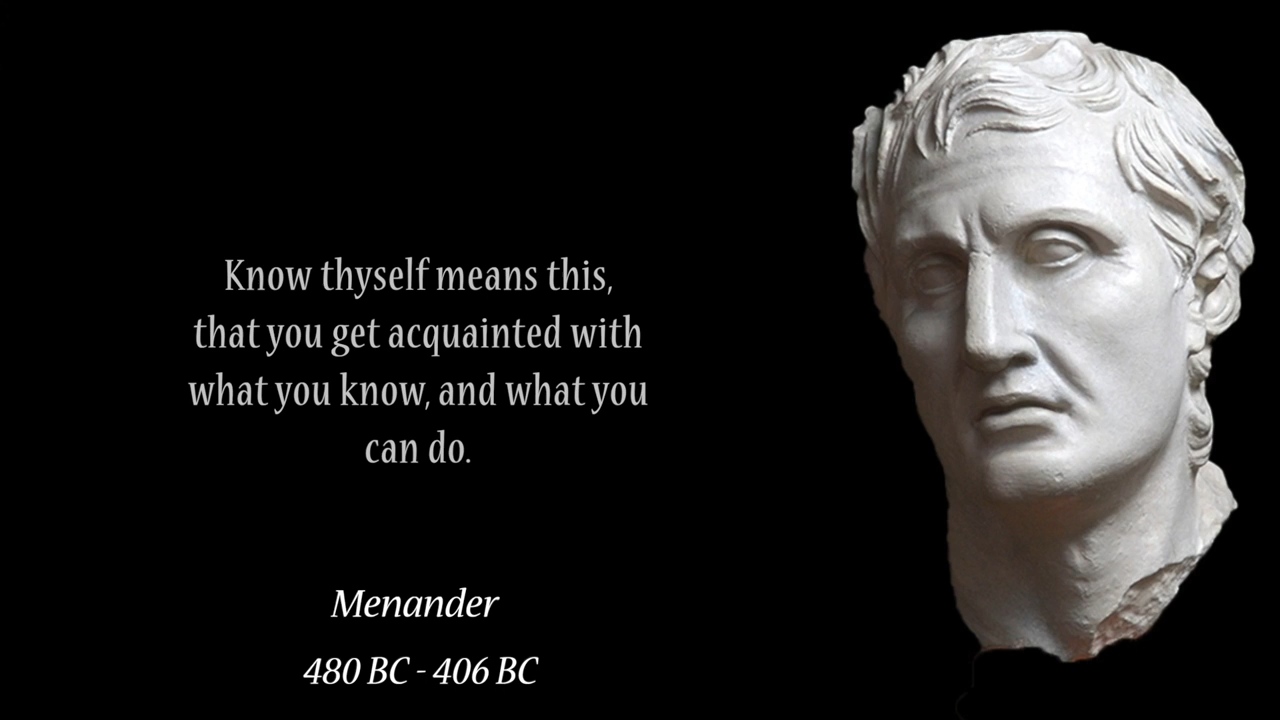 Know thyself means this,
that you get acquainted with
what you know, and what you
can do.
Menander
480 BC - 406 BC